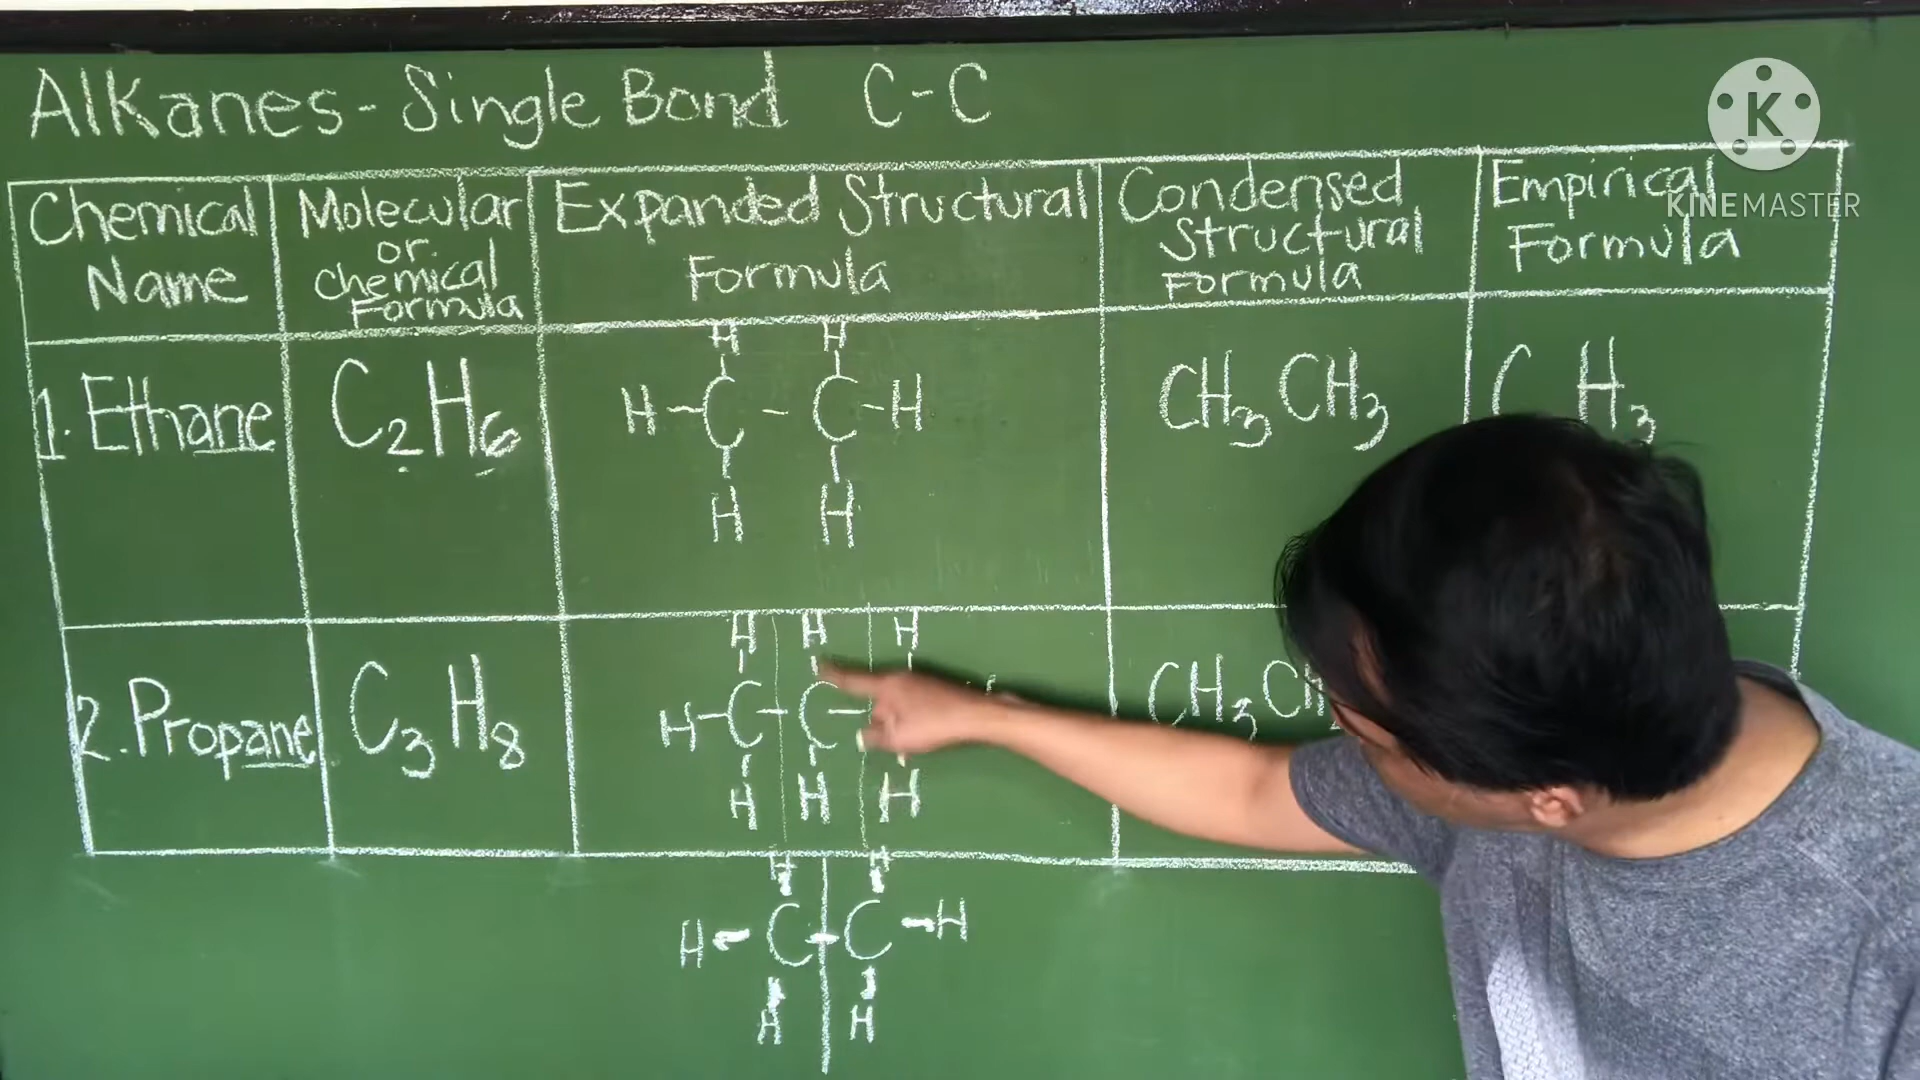 Alkanes - Single Bond C-C
K
KINEMASTER
Chemical
Name
Molecular
or
chemical
Formula
Expanded Structural
Formula
Condensed
Structural
Formula
Empirical
Formula
1. Ethane
C2H6
H H
H-C-C-H
H H
CH3CH3
C H3
2. Propane
C3H8
H H H
H-C-C-
H H H
CH3CH
H H
H-C-C-H
H H